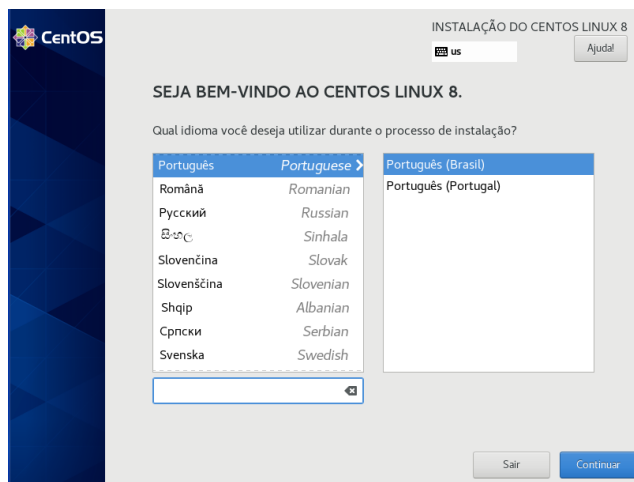 CentOS
INSTALAÇÃO DO CENTOS LINUX 8
us
Ajuda!
SEJA BEM-VINDO AO CENTOS LINUX 8.
Qual idioma você deseja utilizar durante o processo de instalação?
Português Portuguese
Română Romanian
Русский Russian
සිංහල Sinhala
Slovenčina Slovak
Slovenščina Slovenian
Shqip Albanian
Српски Serbian
Svenska Swedish
Português (Brasil)
Português (Portugal)
Sair
Continuar